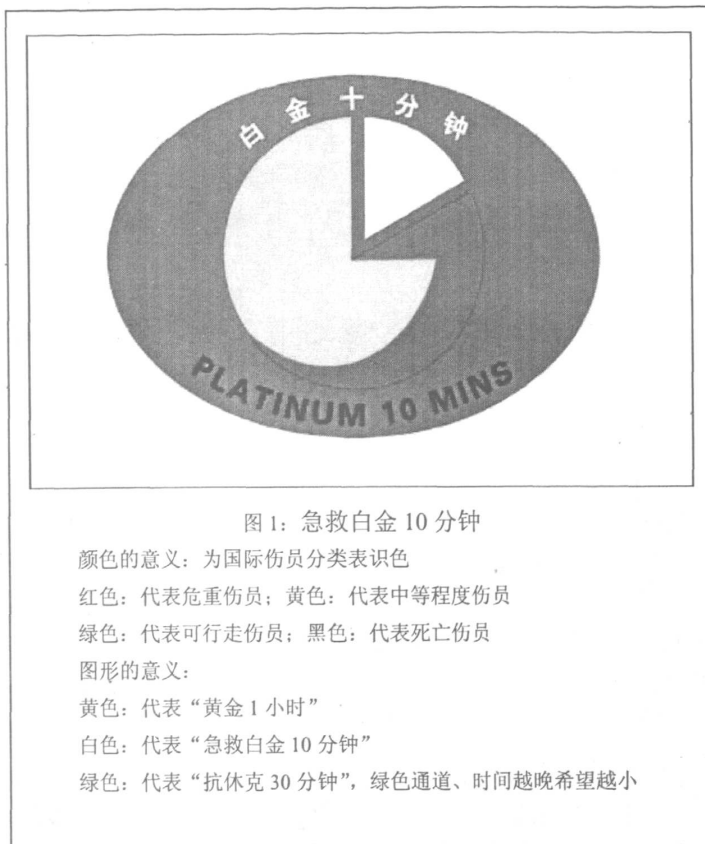 白金十分钟
PLATINUM 10 MINS
图1：急救白金10分钟
颜色的意义：为国际伤员分类表识色
红色：代表危重伤员；黄色：代表中等程度伤员
绿色：代表可行走伤员；黑色：代表死亡伤员
图形的意义：
黄色：代表“黄金1小时”
白色：代表“急救白金10分钟”
绿色：代表“抗休克30分钟”，绿色通道、时间越晚希望越小